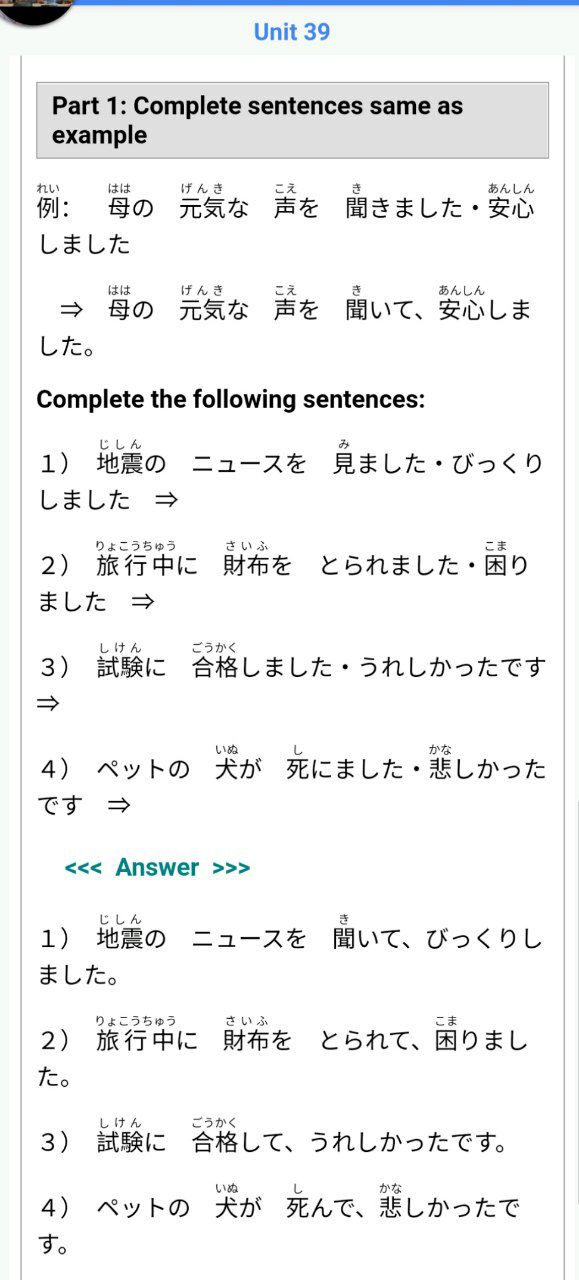 Unit 39
Part 1: Complete sentences same as
example
れい はは げんき こえ き あんしん
例： 母の 元気な 声を 聞きました・安心
しました
はは げんき こえ き あんしん
⇒ 母の 元気な 声を 聞いて、安心しま
した。
Complete the following sentences:
じしん み
１） 地震の ニュースを 見ました・びっくり
しました ⇒
りょこうちゅう さいふ こま
２） 旅行中に 財布を とられました・困り
ました ⇒
しけん ごうかく
３） 試験に 合格しました・うれしかったです
⇒
いぬ し かな
４） ペットの 犬が 死にました・悲しかった
です ⇒
<<< Answer >>>
じしん き
１） 地震の ニュースを 聞いて、びっくりし
ました。
りょこうちゅう さいふ こま
２） 旅行中に 財布を とられて、困りまし
た。
しけん ごうかく
３） 試験に 合格して、うれしかったです。
いぬ し かな
４） ペットの 犬が 死んで、悲しかったで
す。